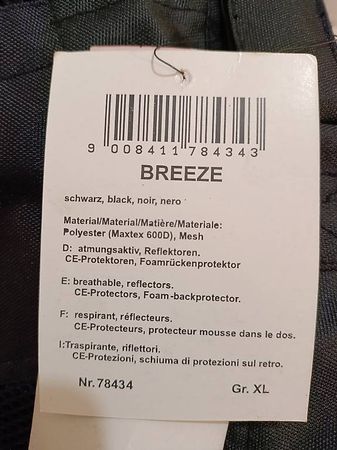 9 008411 784343
BREEZE
schwarz, black, noir, nero
Material/Material/Matière/Materiale:
Polyester (Maxtex 600D), Mesh
D: atmungsaktiv, Reflektoren.
CE-Protektoren, Foamrückenprotektor
E: breathable, reflectors.
CE-Protectors, Foam-backprotector.
F: respirant, réflecteurs.
CE-Protecteurs, protecteur mousse dans le dos.
I:Traspirante, riflettori.
CE-Protezioni, schiuma di protezioni sul retro.
Nr.78434 Gr. XL